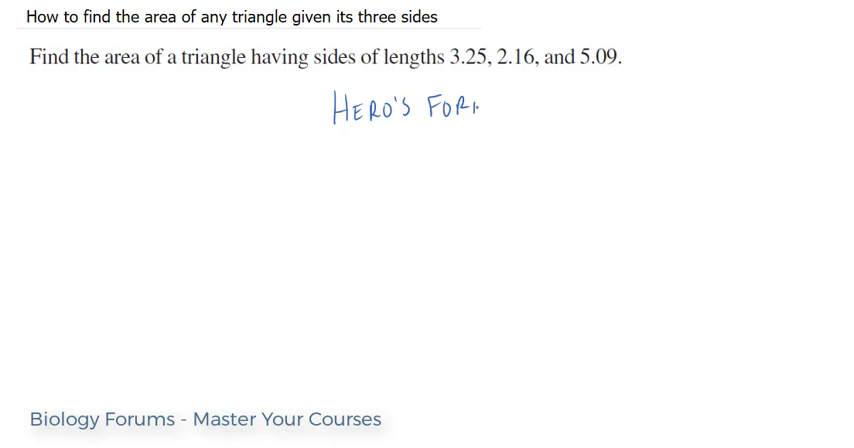 How to find the area of any triangle given its three sides
Find the area of a triangle having sides of lengths 3.25, 2.16, and 5.09.
HERO'S FOR
Biology Forums - Master Your Courses